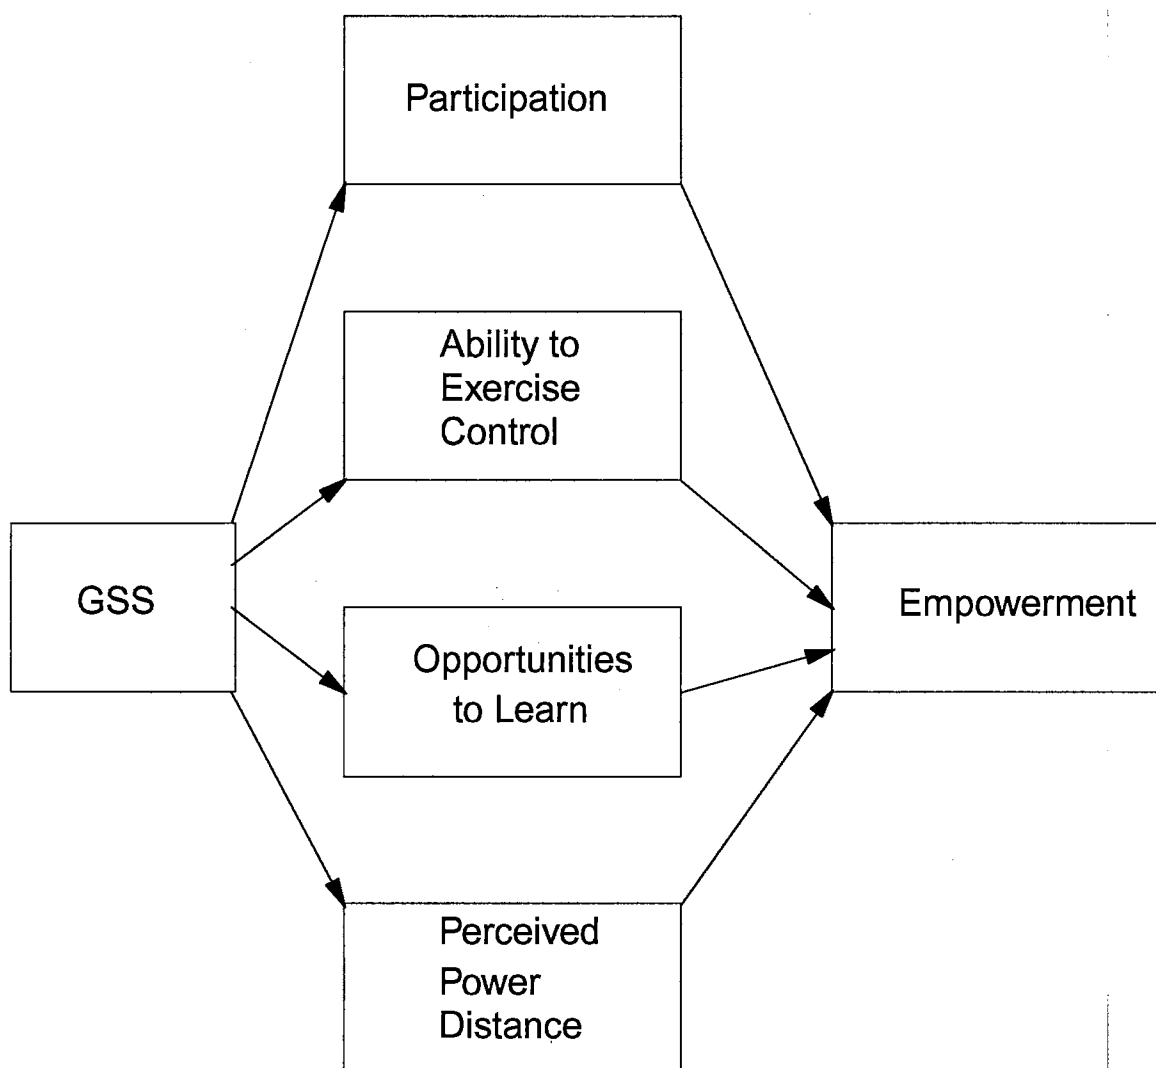 Participation
Ability to
Exercise
Control
GSS
Empowerment
Opportunities
to Learn
Perceived
Power
Distance